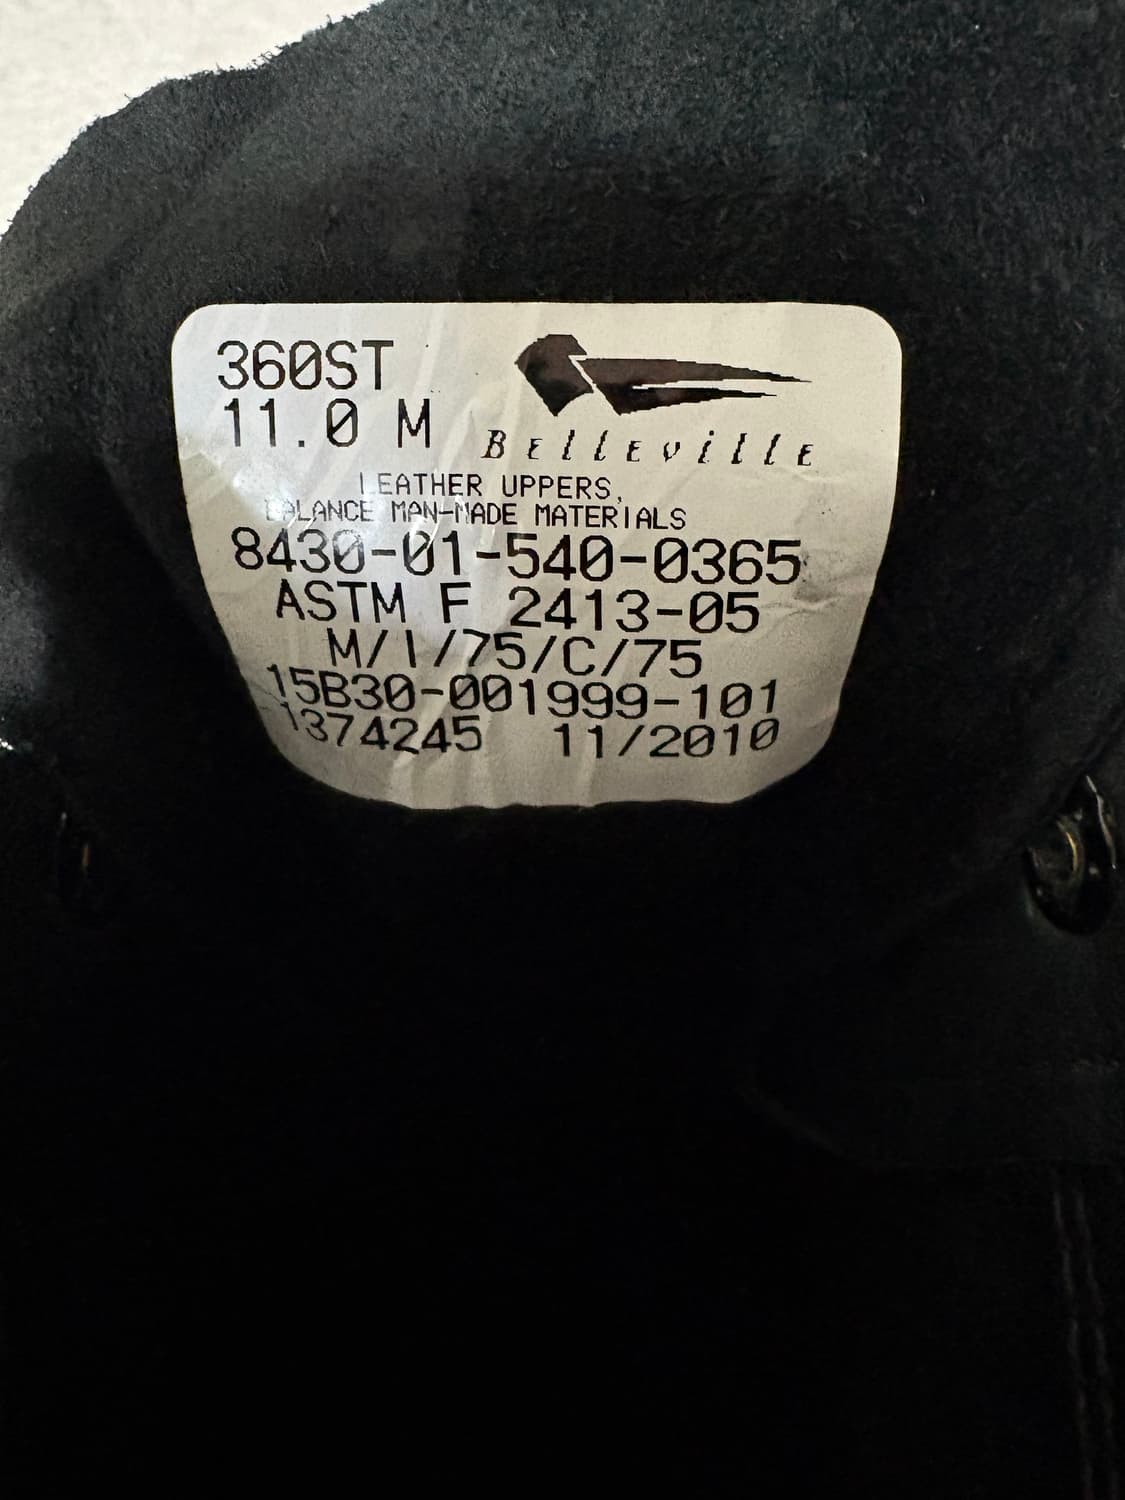 360ST
11.0 M
Belleville
LEATHER UPPERS,
BALANCE MAN-MADE MATERIALS
8430-01-540-0365
ASTM F 2413-05
M/I/75/C/75
15B30-001999-101
1374245 11/2010